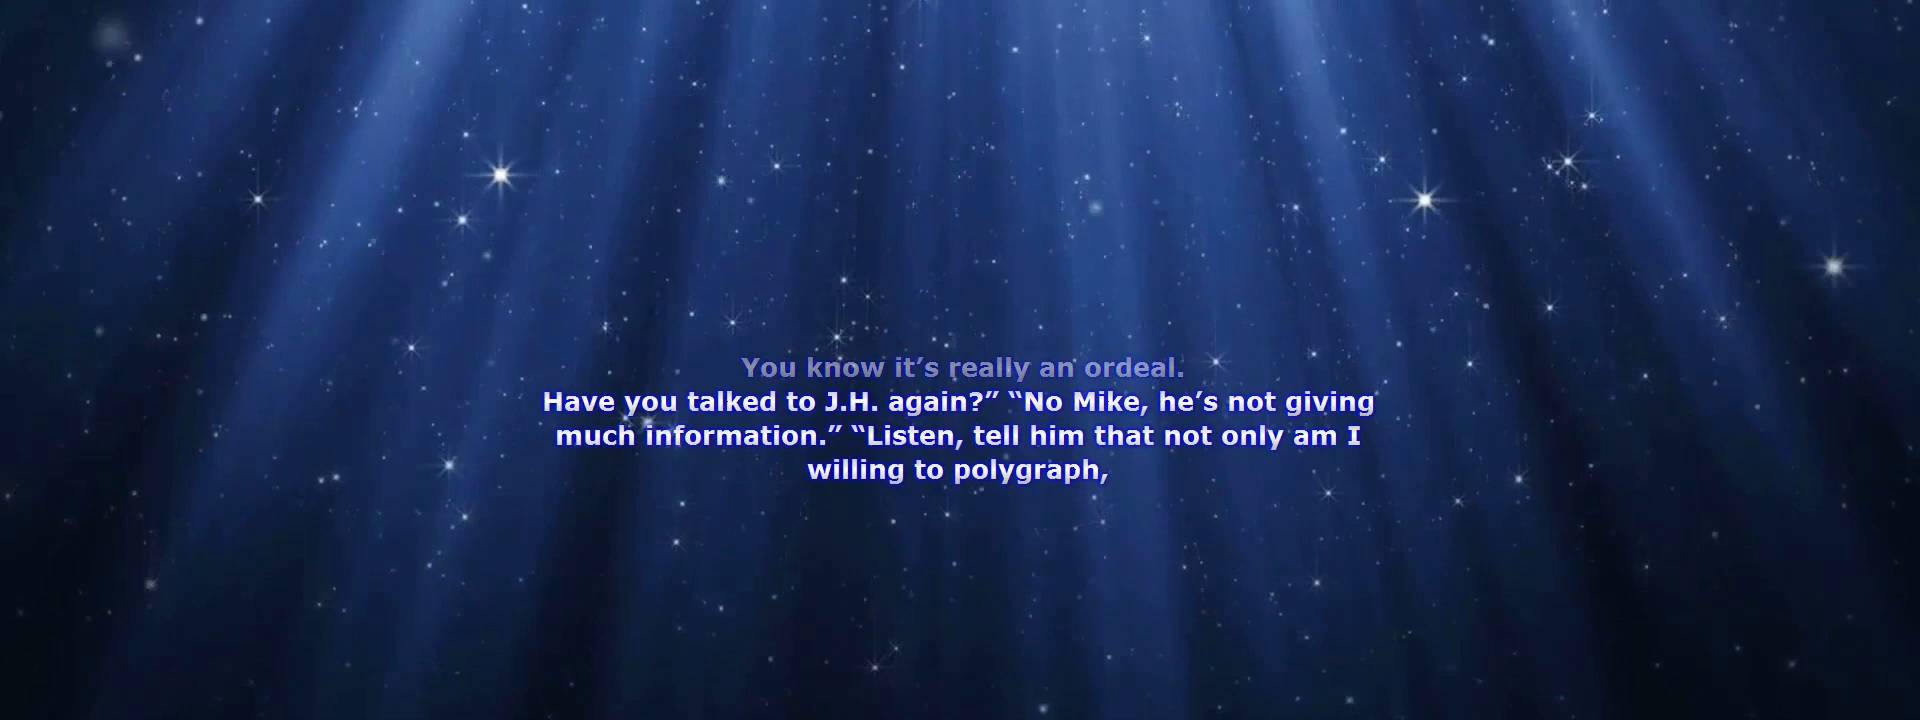 You know it’s really an ordeal.
Have you talked to J.H. again?” “No Mike, he’s not giving
much information.” “Listen, tell him that not only am I
willing to polygraph,